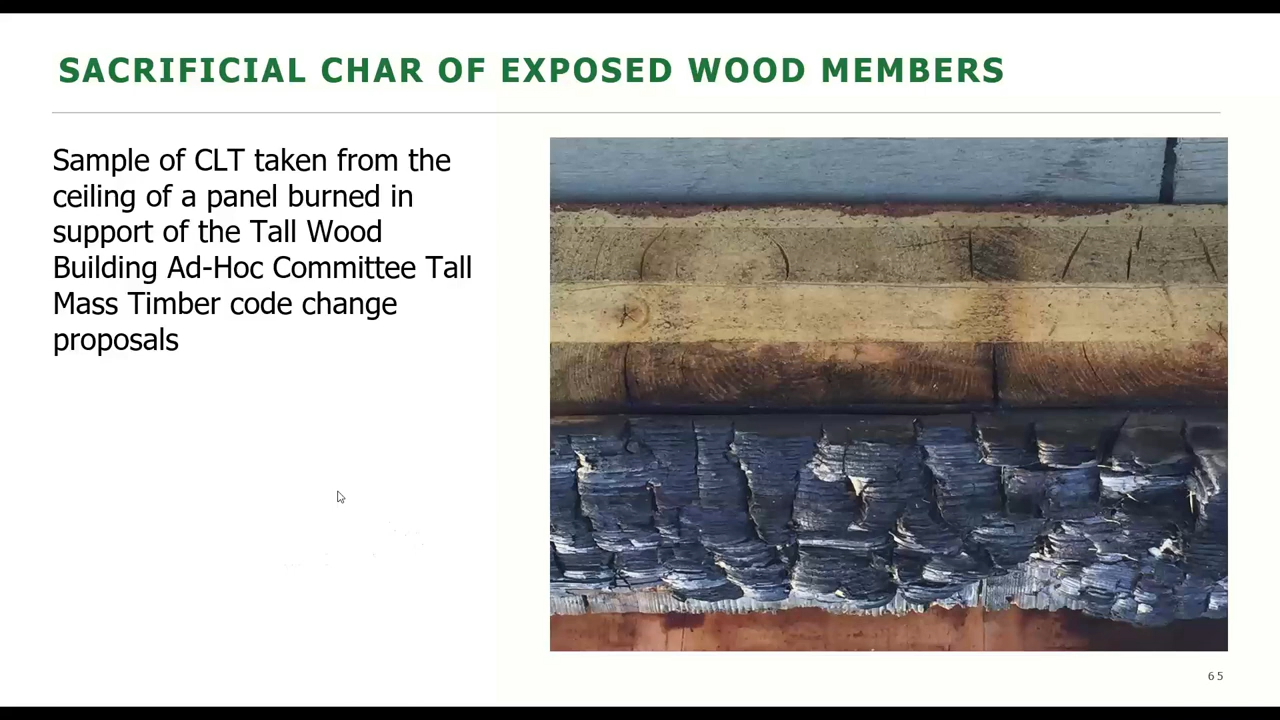 SACRIFICIAL CHAR OF EXPOSED WOOD MEMBERS
Sample of CLT taken from the
ceiling of a panel burned in
support of the Tall Wood
Building Ad-Hoc Committee Tall
Mass Timber code change
proposals
65